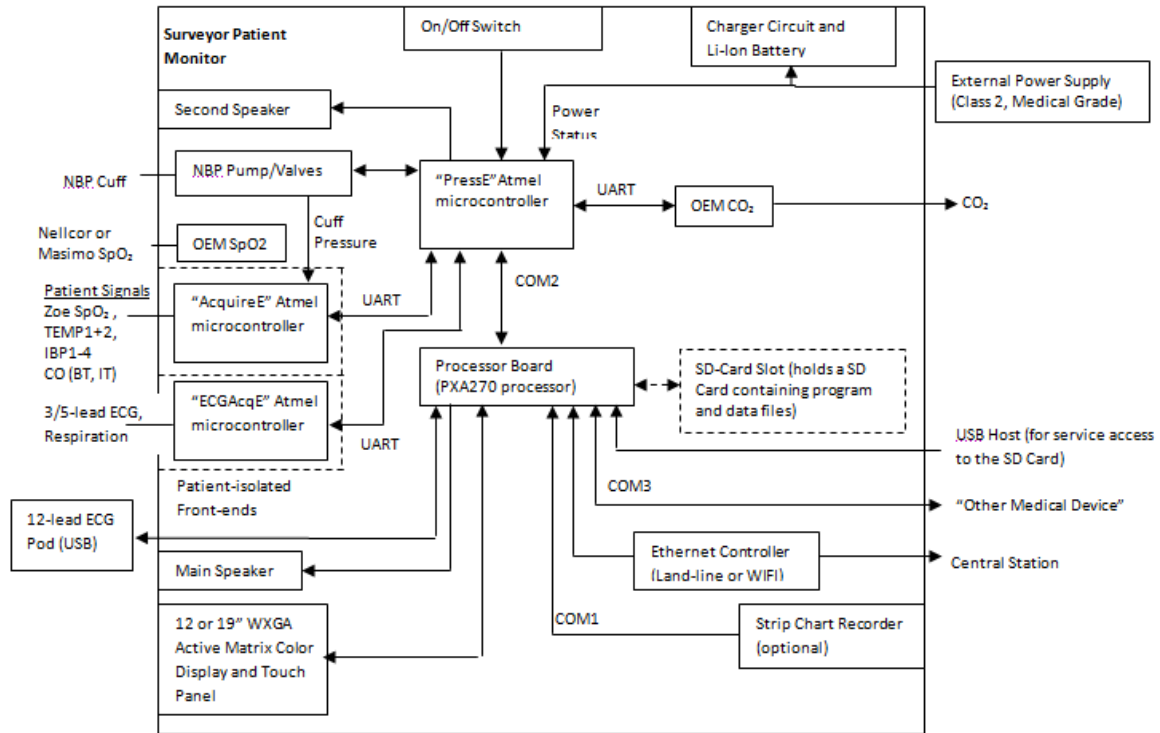 Surveyor Patient
Monitor
On/Off Switch
Charger Circuit and
Li-Ion Battery
External Power Supply
(Class 2, Medical Grade)
Second Speaker
Power
Status
NBP Cuff
NBP Pump/Valves
"PressE"Atmel
microcontroller
UART
OEM CO₂
CO₂
Cuff
Pressure
Nellcor or
Masimo SpO₂
OEM SpO2
COM2
Patient Signals
Zoe SpO₂ ,
TEMP1+2,
IBP1-4
CO (BT, IT)
"AcquireE" Atmel
microcontroller
UART
Processor Board
(PXA270 processor)
SD-Card Slot (holds a SD
Card containing program
and data files)
3/5-lead ECG,
Respiration
"ECGAcqE" Atmel
microcontroller
UART
USB Host (for service access
to the SD Card)
Patient-isolated
Front-ends
COM3
"Other Medical Device"
12-lead ECG
Pod (USB)
Main Speaker
Ethernet Controller
(Land-line or WIFI)
Central Station
12 or 19" WXGA
Active Matrix Color
Display and Touch
Panel
COM1
Strip Chart Recorder
(optional)